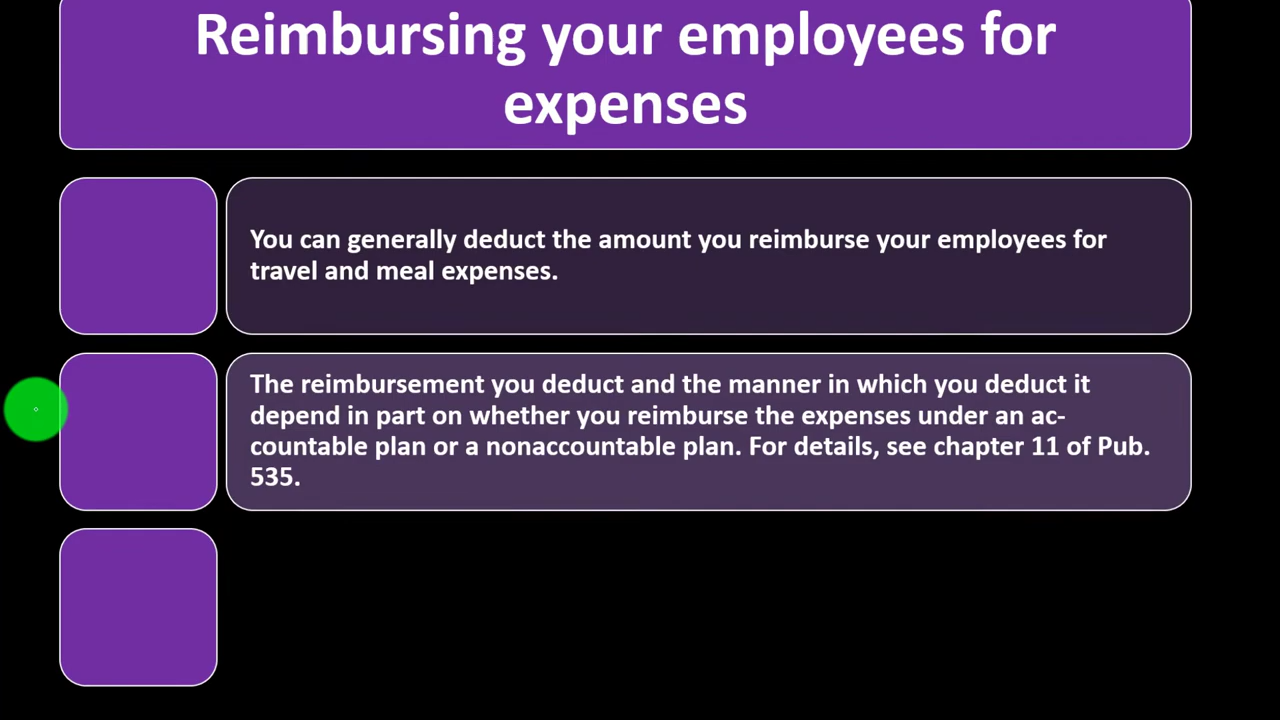 Reimbursing your employees for
expenses
You can generally deduct the amount you reimburse your employees for
travel and meal expenses.
The reimbursement you deduct and the manner in which you deduct it
depend in part on whether you reimburse the expenses under an ac-
countable plan or a nonaccountable plan. For details, see chapter 11 of Pub.
535.